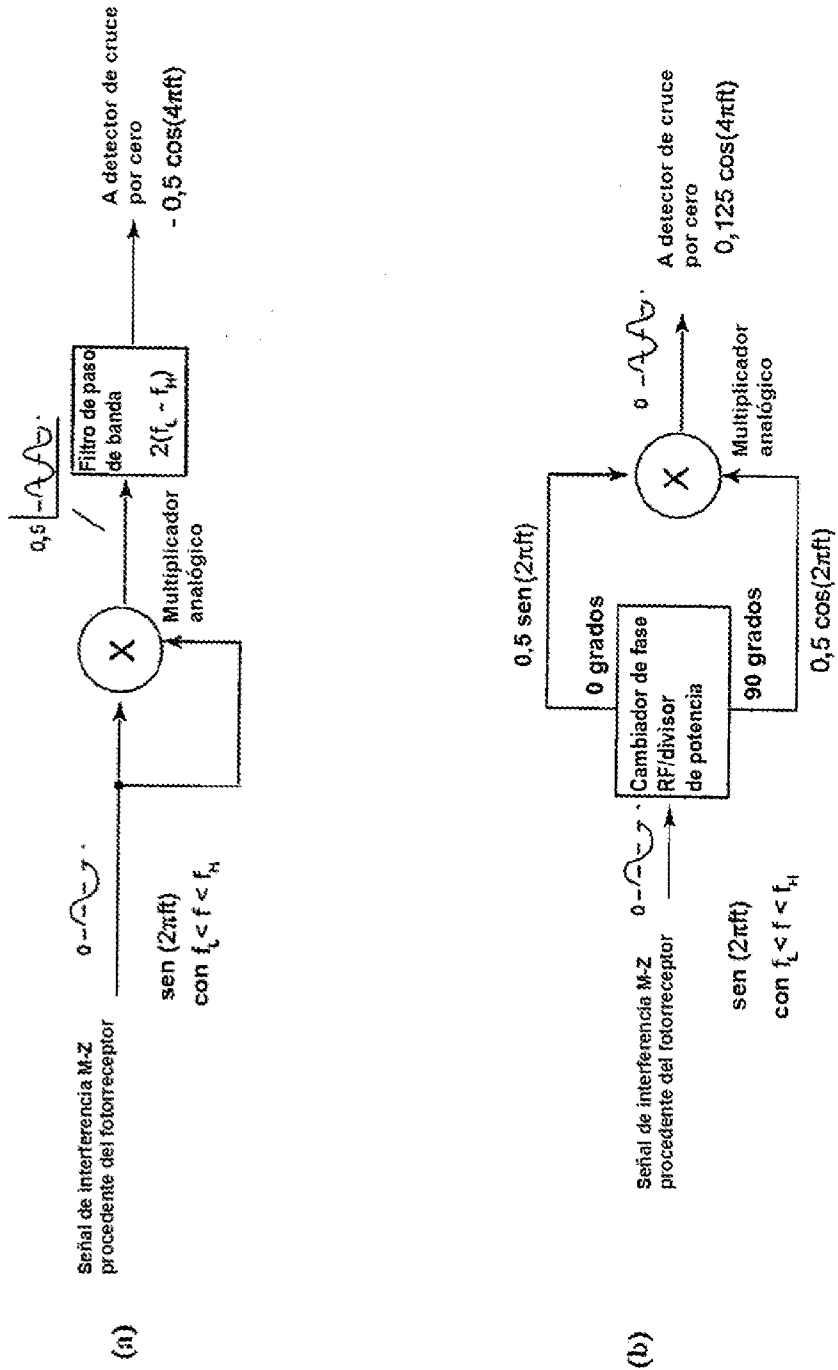 (a)
Señal de interferencia M-Z
procedente del fotorreceptor
0
sen (2πft)
con f_L < f < f_H
Multiplicador
analógico
X
0,5
Filtro de paso
de banda
2(f_L - f_H)
A detector de cruce
por cero
- 0,5 cos(4πft)
(b)
Señal de interferencia M-Z
procedente del fotorreceptor
0
sen (2πft)
con f_L < f < f_H
Cambiador de fase
RF/divisor
de potencia
0 grados
90 grados
0,5 sen(2πft)
0,5 cos(2πft)
X
Multiplicador
analógico
0
A detector de cruce
por cero
0,125 cos(4πft)